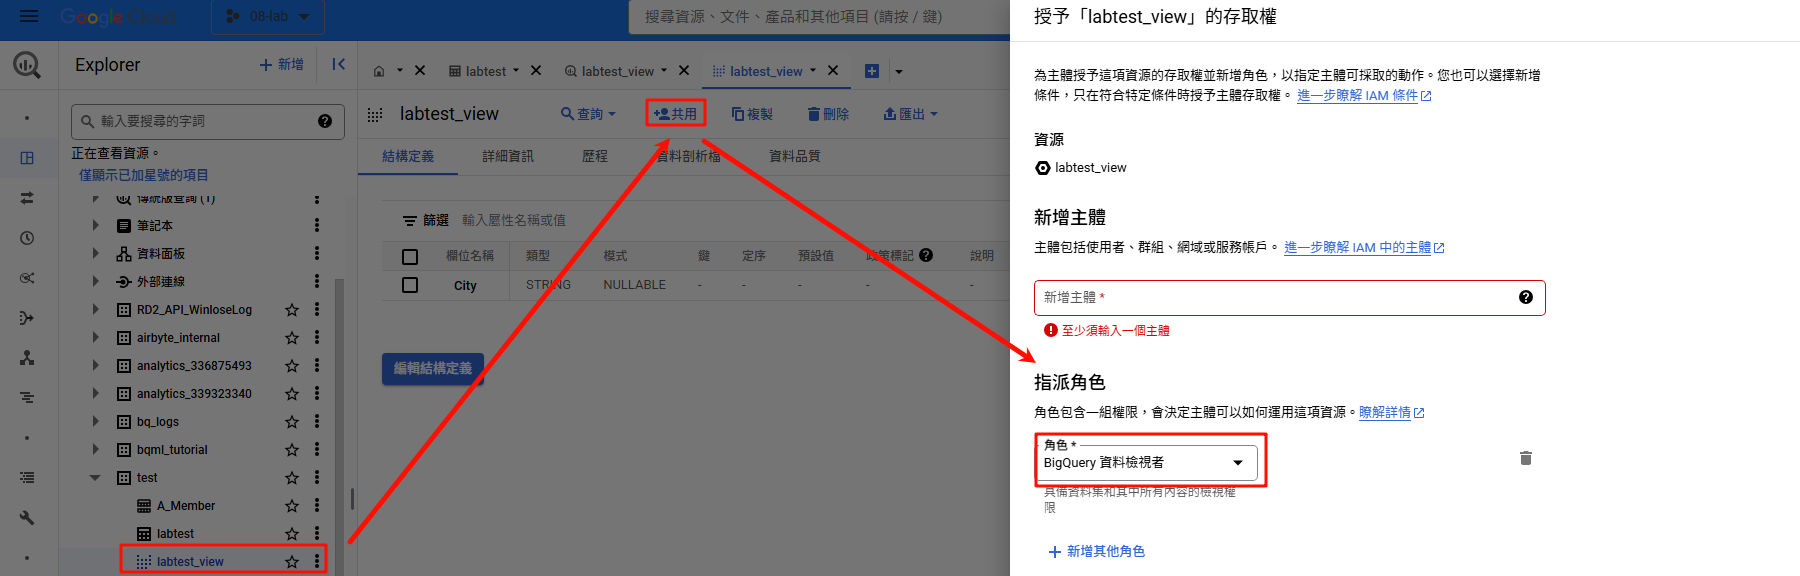 Google Cloud
08-lab
搜尋資源、文件、產品和其他項目 (請按 / 鍵)
Explorer
新增
輸入要搜尋的字詞
正在查看資源。
僅顯示已加星號的項目
傳統版查詢 (1)
筆記本
資料面板
外部連線
RD2_API_WinloseLog
airbyte_internal
analytics_336875493
analytics_339323340
bq_logs
bqml_tutorial
test
A_Member
labtest
labtest_view
labtest
labtest_view
labtest_view
labtest_view
查詢
共用
複製
刪除
匯出
結構定義
詳細資訊
歷程
資料剖析檔
資料品質
篩選 輸入屬性名稱或值
欄位名稱 類型 模式 鍵 定序 預設值 政策標記 說明
City STRING NULLABLE - - - - -
編輯結構定義
授予「labtest_view」的存取權
為主體授予這項資源的存取權並新增角色，以指定主體可採取的動作。您也可以選擇新增
條件，只在符合特定條件時授予主體存取權。 進一步瞭解 IAM 條件
資源
labtest_view
新增主體
主體包括使用者、群組、網域或服務帳戶。 進一步瞭解 IAM 中的主體
新增主體 *
至少須輸入一個主體
指派角色
角色包含一組權限，會決定主體可以如何運用這項資源。瞭解詳情
角色 *
BigQuery 資料檢視者
具備資料集和其中所有內容的檢視權
限
新增其他角色